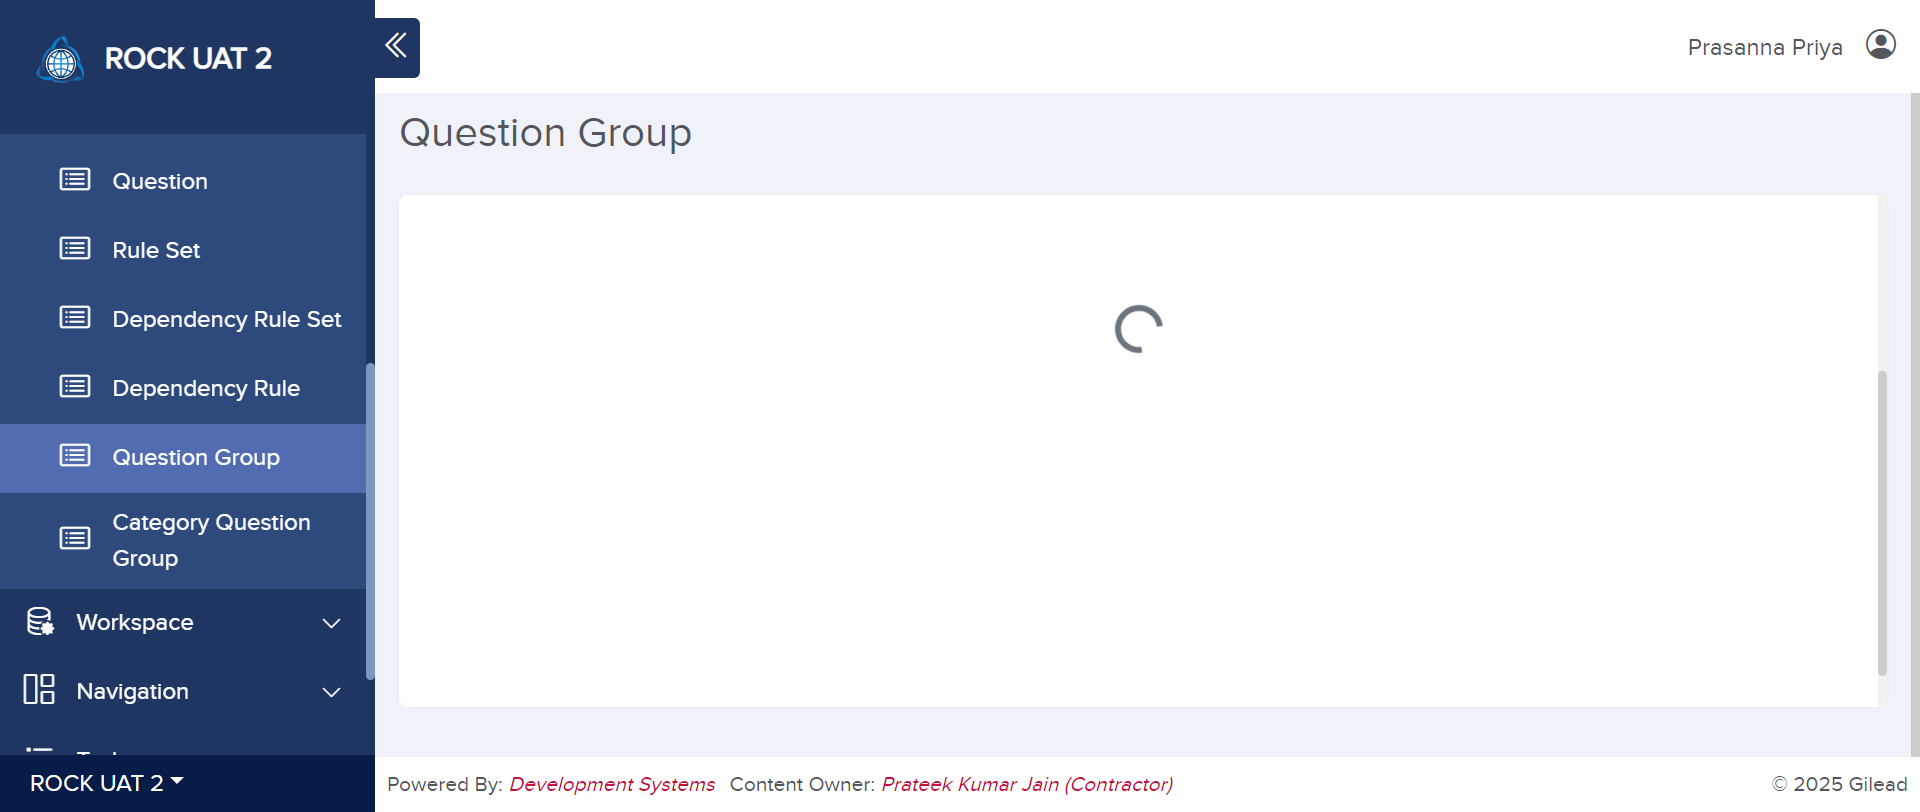 ROCK UAT 2
Prasanna Priya
Question Group
Question
Rule Set
Dependency Rule Set
Dependency Rule
Question Group
Category Question
Group
Workspace
Navigation
ROCK UAT 2
Powered By: Development Systems Content Owner: Prateek Kumar Jain (Contractor)
© 2025 Gilead